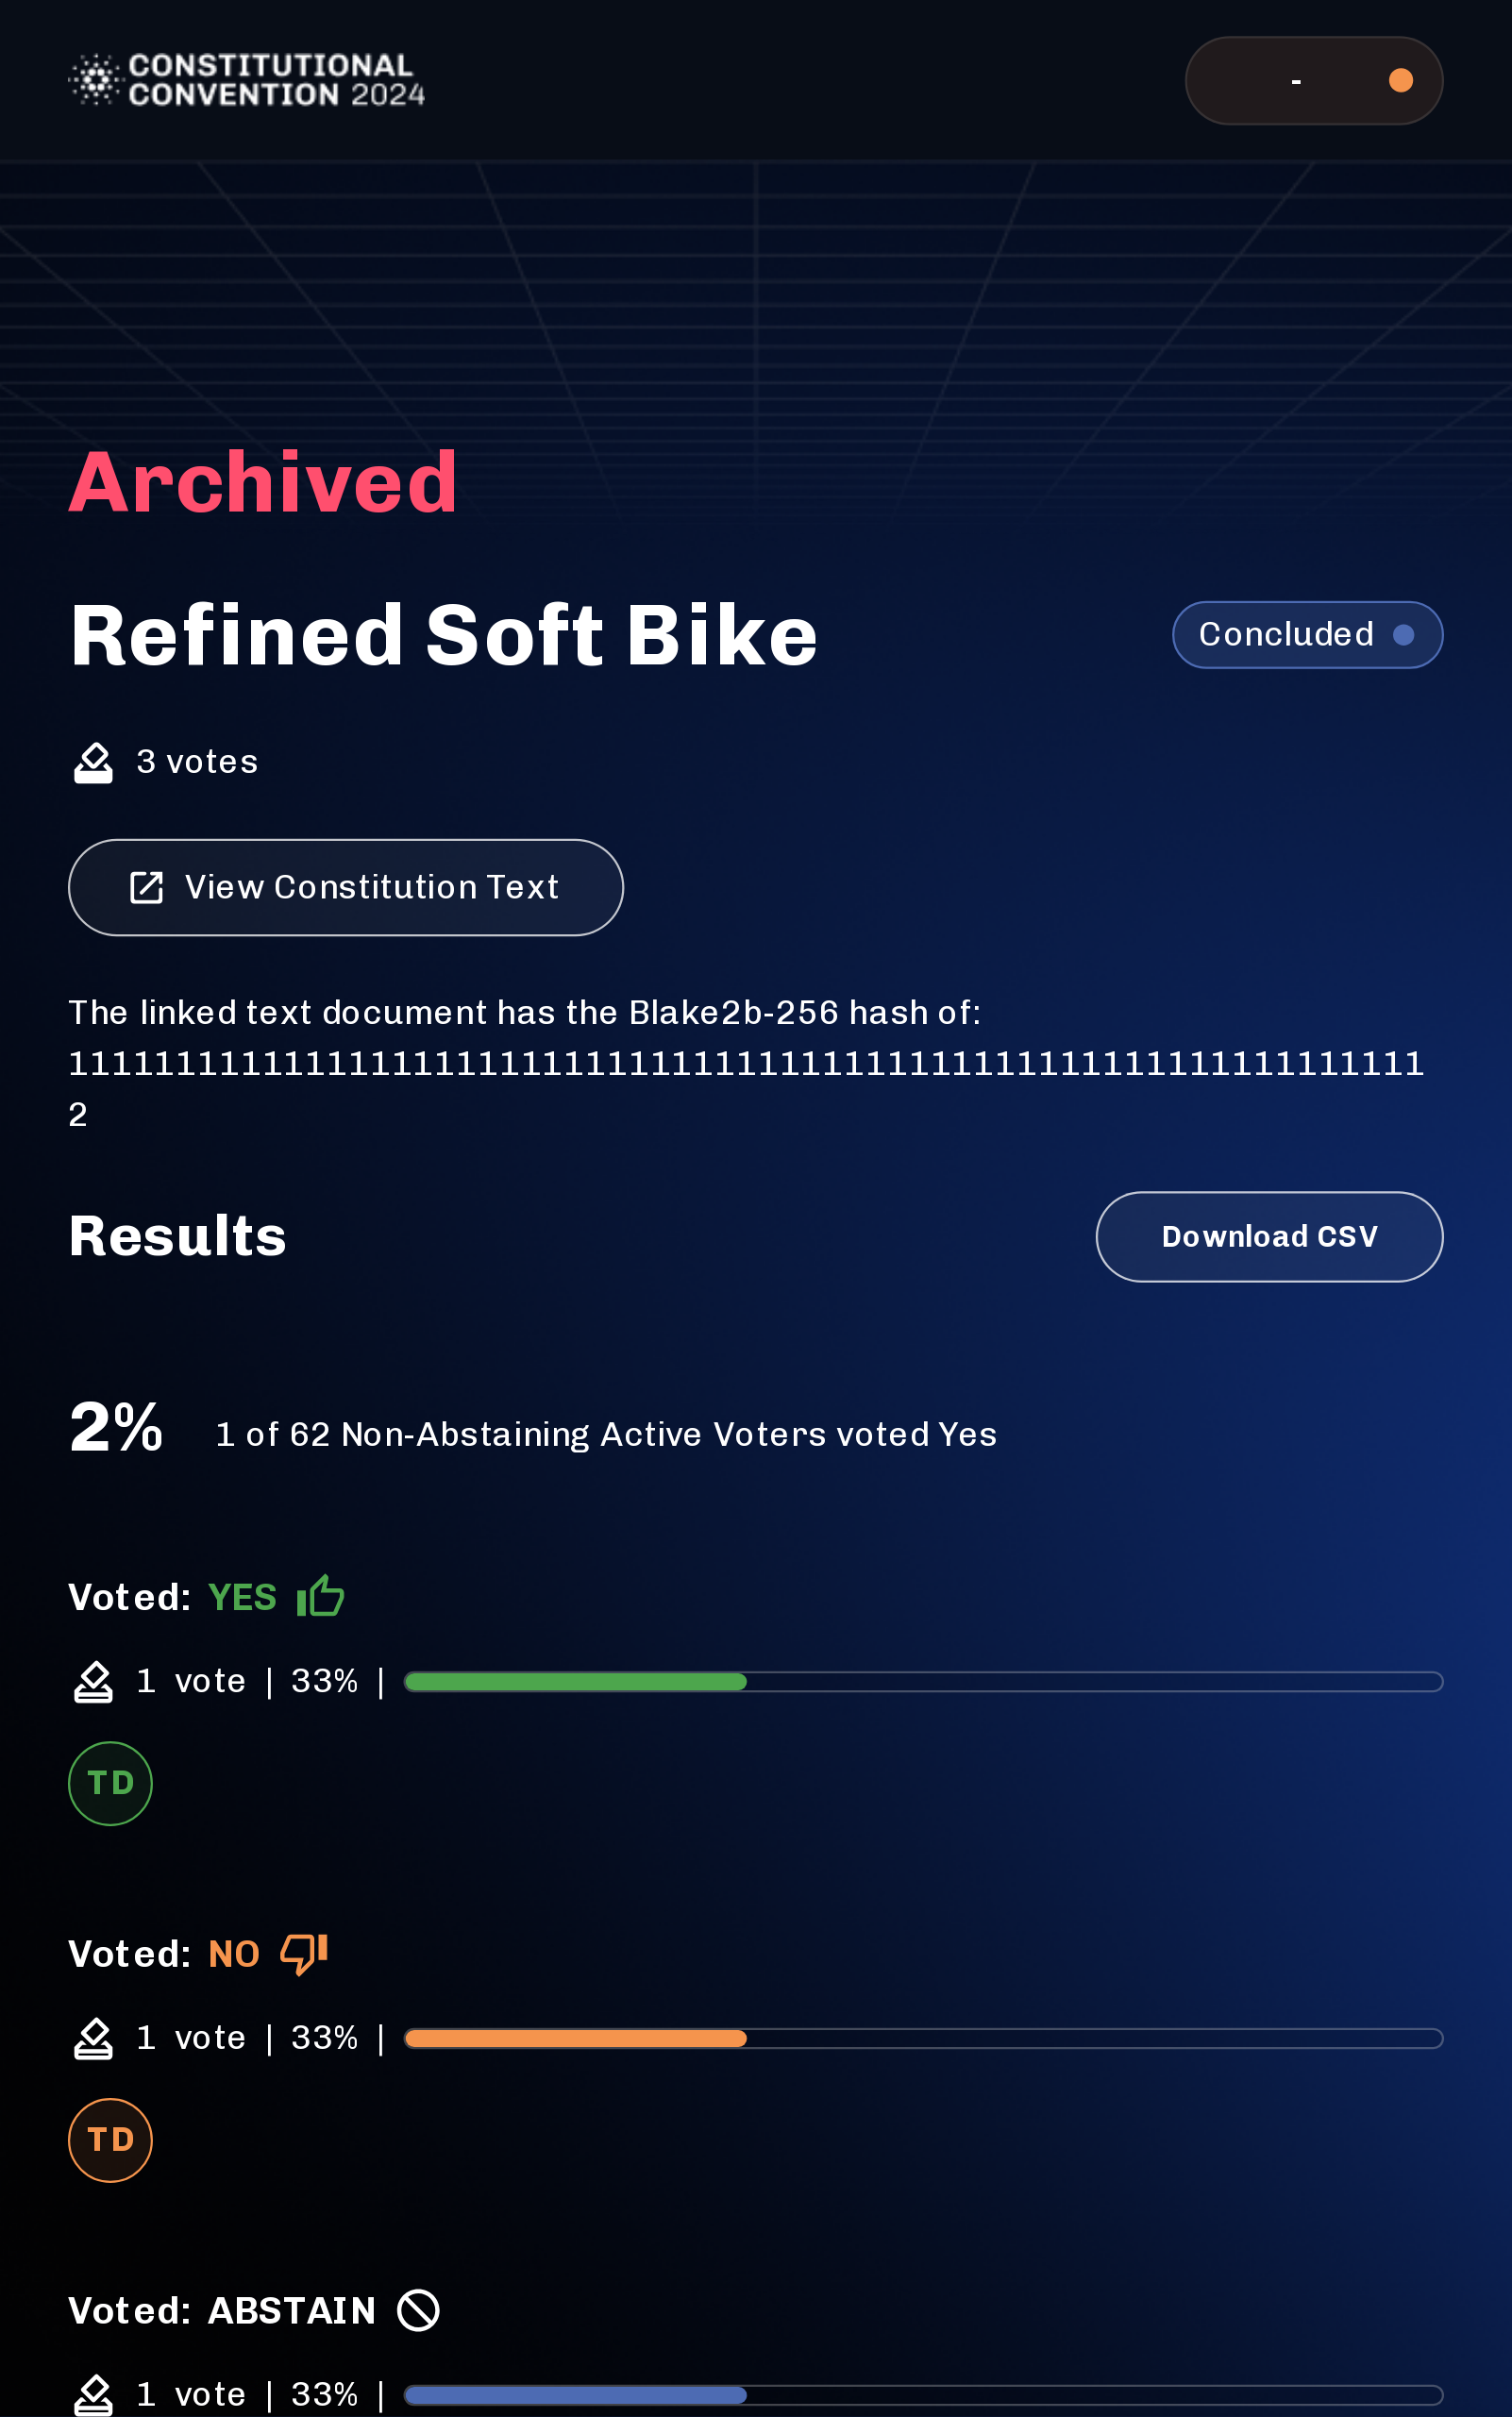 CONSTITUTIONAL
CONVENTION 2024
-
Archived
Refined Soft Bike
Concluded
3 votes
View Constitution Text
The linked text document has the Blake2b-256 hash of:
111111111111111111111111111111111111111111111111111111111111111
2
Results
Download CSV
2%
1 of 62 Non-Abstaining Active Voters voted Yes
Voted: YES
1 vote | 33% |
TD
Voted: NO
1 vote | 33% |
TD
Voted: ABSTAIN
1 vote | 33% |